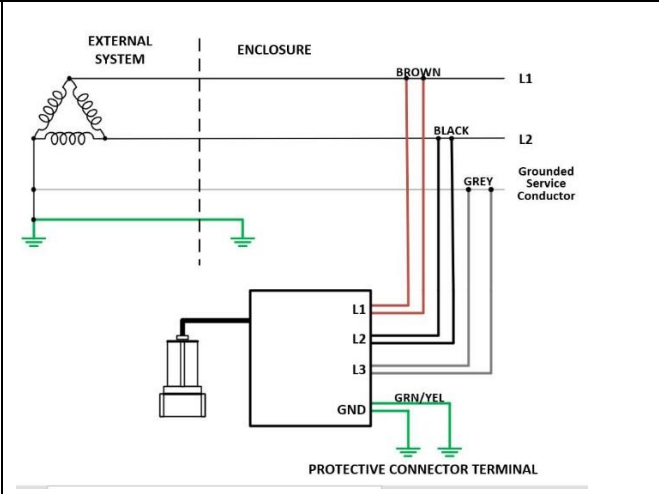 EXTERNAL
SYSTEM
ENCLOSURE
BROWN
L1
BLACK
L2
GREY
Grounded
Service
Conductor
L1
L2
L3
GND
GRN/YEL
PROTECTIVE CONNECTOR TERMINAL